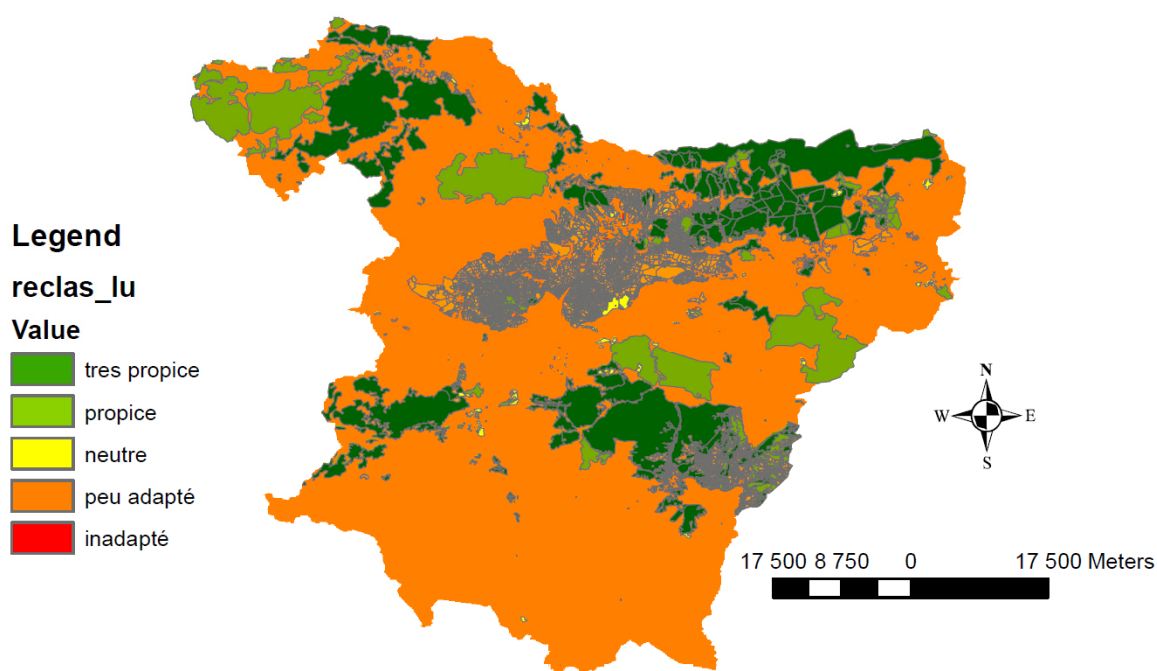 Legend
reclas_lu
Value
tres propice
propice
neutre
peu adapté
inadapté
N
W E
S
17 500 8 750 0 17 500 Meters